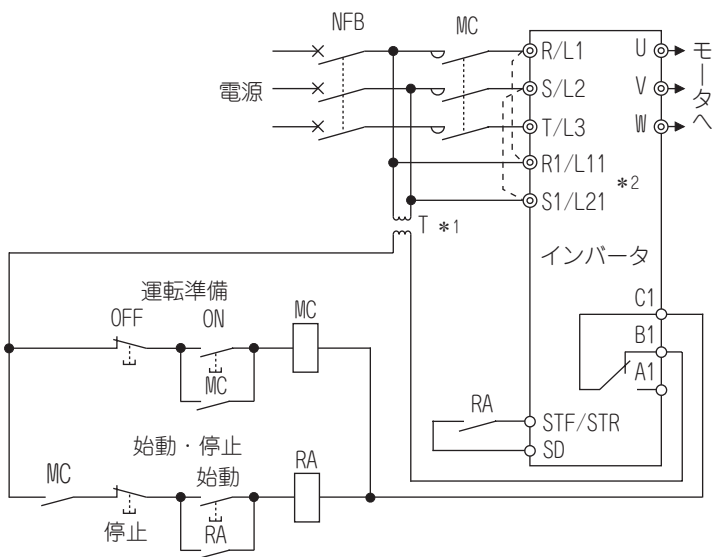 NFB
MC
電源
R/L1
S/L2
T/L3
R1/L11
S1/L21
*2
U
V
W
モータへ
T *1
インバータ
運転準備
OFF
ON
MC
MC
C1
B1
A1
RA
STF/STR
SD
始動・停止
MC
始動
RA
停止
RA